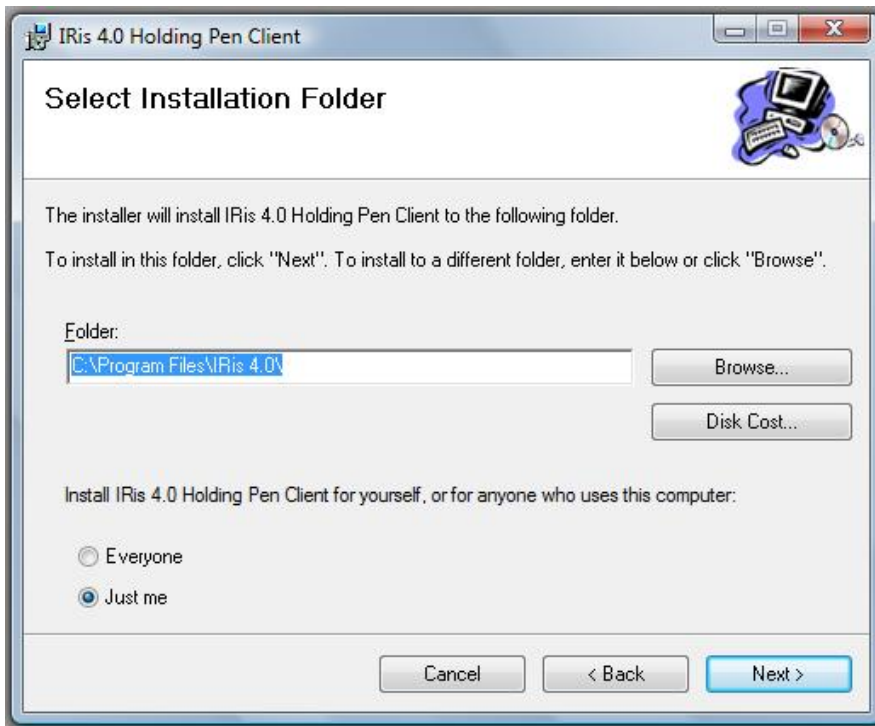 IRis 4.0 Holding Pen Client
Select Installation Folder
The installer will install IRis 4.0 Holding Pen Client to the following folder.
To install in this folder, click "Next". To install to a different folder, enter it below or click "Browse".
Folder:
C:\Program Files\IRis 4.0\
Browse...
Disk Cost...
Install IRis 4.0 Holding Pen Client for yourself, or for anyone who uses this computer:
Everyone
Just me
Cancel
< Back
Next >